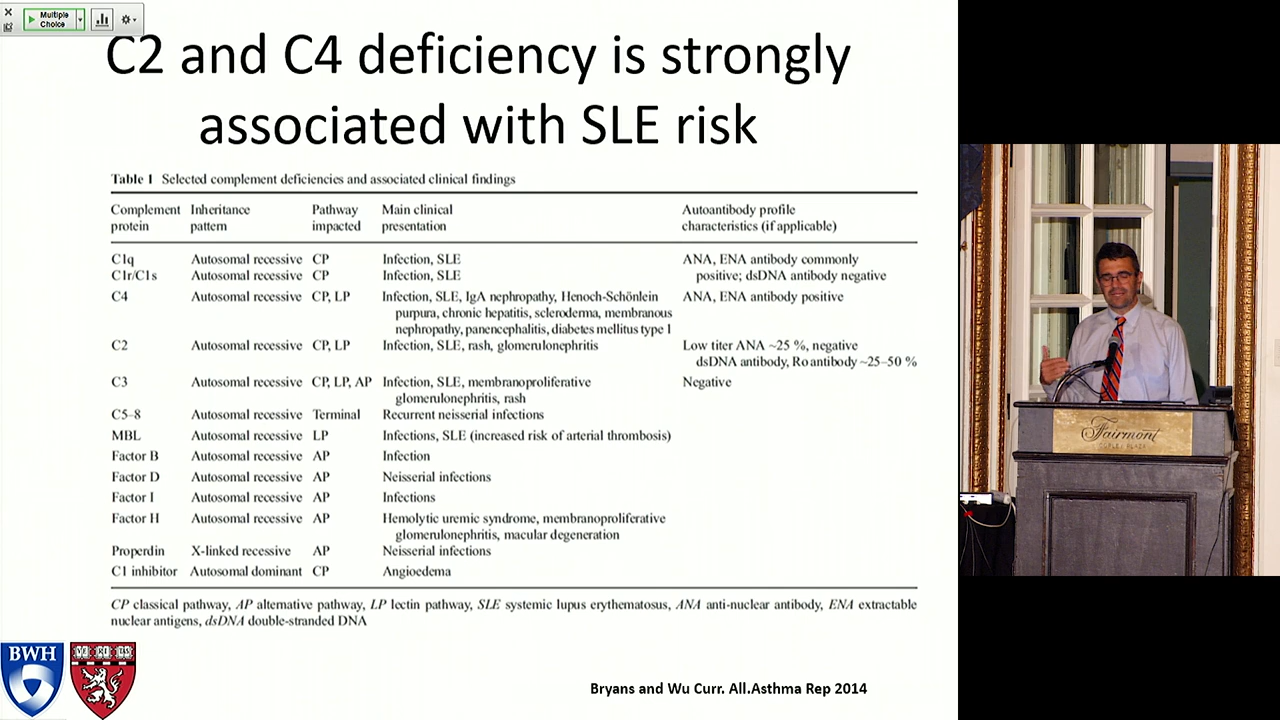 Multiple
Choice
C2 and C4 deficiency is strongly
associated with SLE risk
Table 1 Selected complement deficiencies and associated clinical findings
Complement protein Inheritance pattern Pathway impacted Main clinical presentation Autoantibody profile characteristics (if applicable)
C1q Autosomal recessive CP Infection, SLE ANA, ENA antibody commonly
C1r/C1s Autosomal recessive CP Infection, SLE positive; dsDNA antibody negative
C4 Autosomal recessive CP, LP Infection, SLE, IgA nephropathy, Henoch-Schönlein ANA, ENA antibody positive
purpura, chronic hepatitis, scleroderma, membranous
nephropathy, panencephalitis, diabetes mellitus type 1
C2 Autosomal recessive CP, LP Infection, SLE, rash, glomerulonephritis Low titer ANA ~25 %, negative
dsDNA antibody, Ro antibody ~25–50 %
C3 Autosomal recessive CP, LP, AP Infection, SLE, membranoproliferative Negative
glomerulonephritis, rash
C5–8 Autosomal recessive Terminal Recurrent neisserial infections
MBL Autosomal recessive LP Infections, SLE (increased risk of arterial thrombosis)
Factor B Autosomal recessive AP Infection
Factor D Autosomal recessive AP Neisserial infections
Factor I Autosomal recessive AP Infections
Factor H Autosomal recessive AP Hemolytic uremic syndrome, membranoproliferative
glomerulonephritis, macular degeneration
Properdin X-linked recessive AP Neisserial infections
C1 inhibitor Autosomal dominant CP Angioedema
CP classical pathway, AP alternative pathway, LP lectin pathway, SLE systemic lupus erythematosus, ANA anti-nuclear antibody, ENA extractable
nuclear antigens, dsDNA double-stranded DNA
BWH
Bryans and Wu Curr. All.Asthma Rep 2014
Fairmont
COPLEY PLAZA